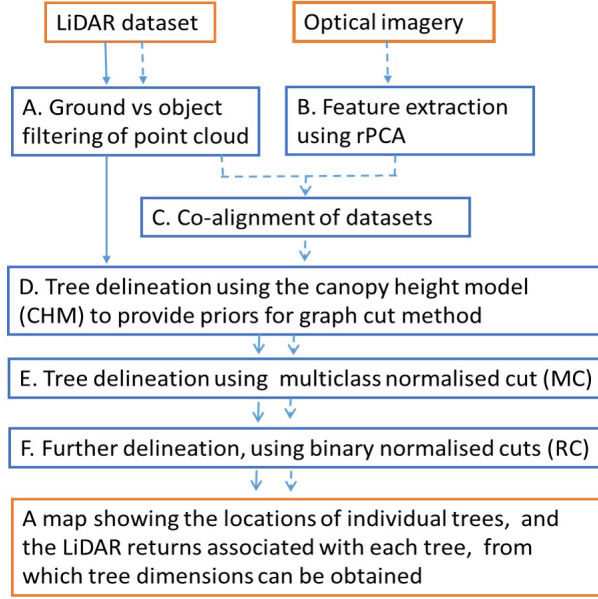 LiDAR dataset
Optical imagery
A. Ground vs object
filtering of point cloud
B. Feature extraction
using rPCA
C. Co-alignment of datasets
D. Tree delineation using the canopy height model
(CHM) to provide priors for graph cut method
E. Tree delineation using multiclass normalised cut (MC)
F. Further delineation, using binary normalised cuts (RC)
A map showing the locations of individual trees, and
the LiDAR returns associated with each tree, from
which tree dimensions can be obtained